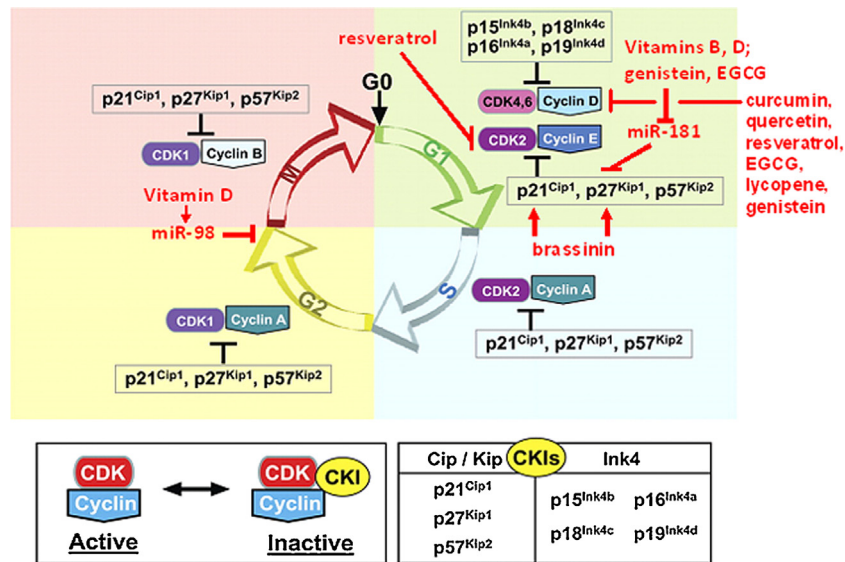 resveratrol
p15Ink4b, p18Ink4c
p16Ink4a, p19Ink4d
Vitamins B, D;
genistein, EGCG
G0
CDK4,6 Cyclin D
curcumin,
quercetin,
resveratrol,
EGCG,
lycopene,
genistein
p21Cip1, p27Kip1, p57Kip2
CDK1 Cyclin B
CDK2 Cyclin E
miR-181
M
G1
p21Cip1, p27Kip1, p57Kip2
Vitamin D
miR-98
brassinin
G2
S
CDK2 Cyclin A
CDK1 Cyclin A
p21Cip1, p27Kip1, p57Kip2
p21Cip1, p27Kip1, p57Kip2
CDK
Cyclin
Active
CDK CKI
Cyclin
Inactive
Cip / Kip CKIs Ink4
p21Cip1
p27Kip1
p57Kip2
p15Ink4b p16Ink4a
p18Ink4c p19Ink4d